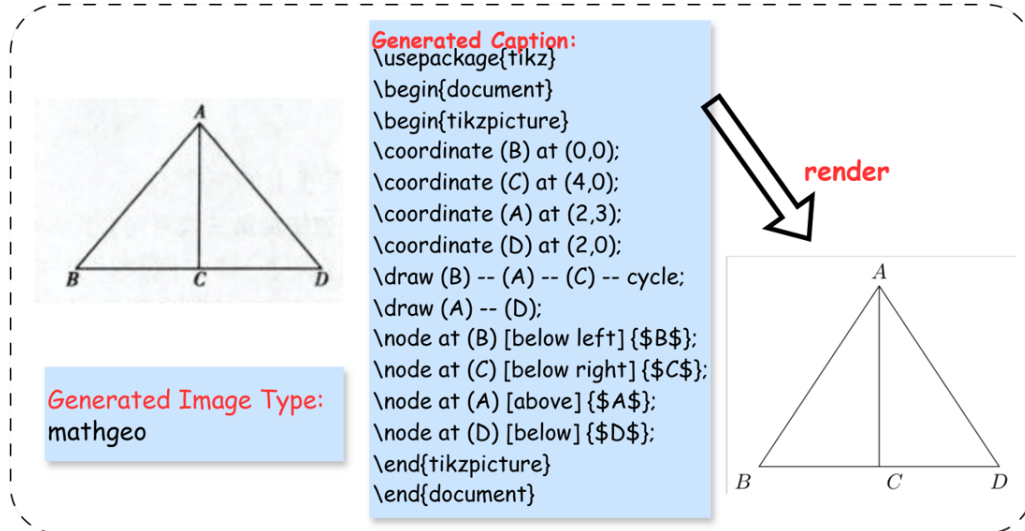 A
B C D
Generated Image Type:
mathgeo
Generated Caption:
\usepackage{tikz}
\begin{document}
\begin{tikzpicture}
\coordinate (B) at (0,0);
\coordinate (C) at (4,0);
\coordinate (A) at (2,3);
\coordinate (D) at (2,0);
\draw (B) -- (A) -- (C) -- cycle;
\draw (A) -- (D);
\node at (B) [below left] {$B$};
\node at (C) [below right] {$C$};
\node at (A) [above] {$A$};
\node at (D) [below] {$D$};
\end{tikzpicture}
\end{document}
render
A
B C D